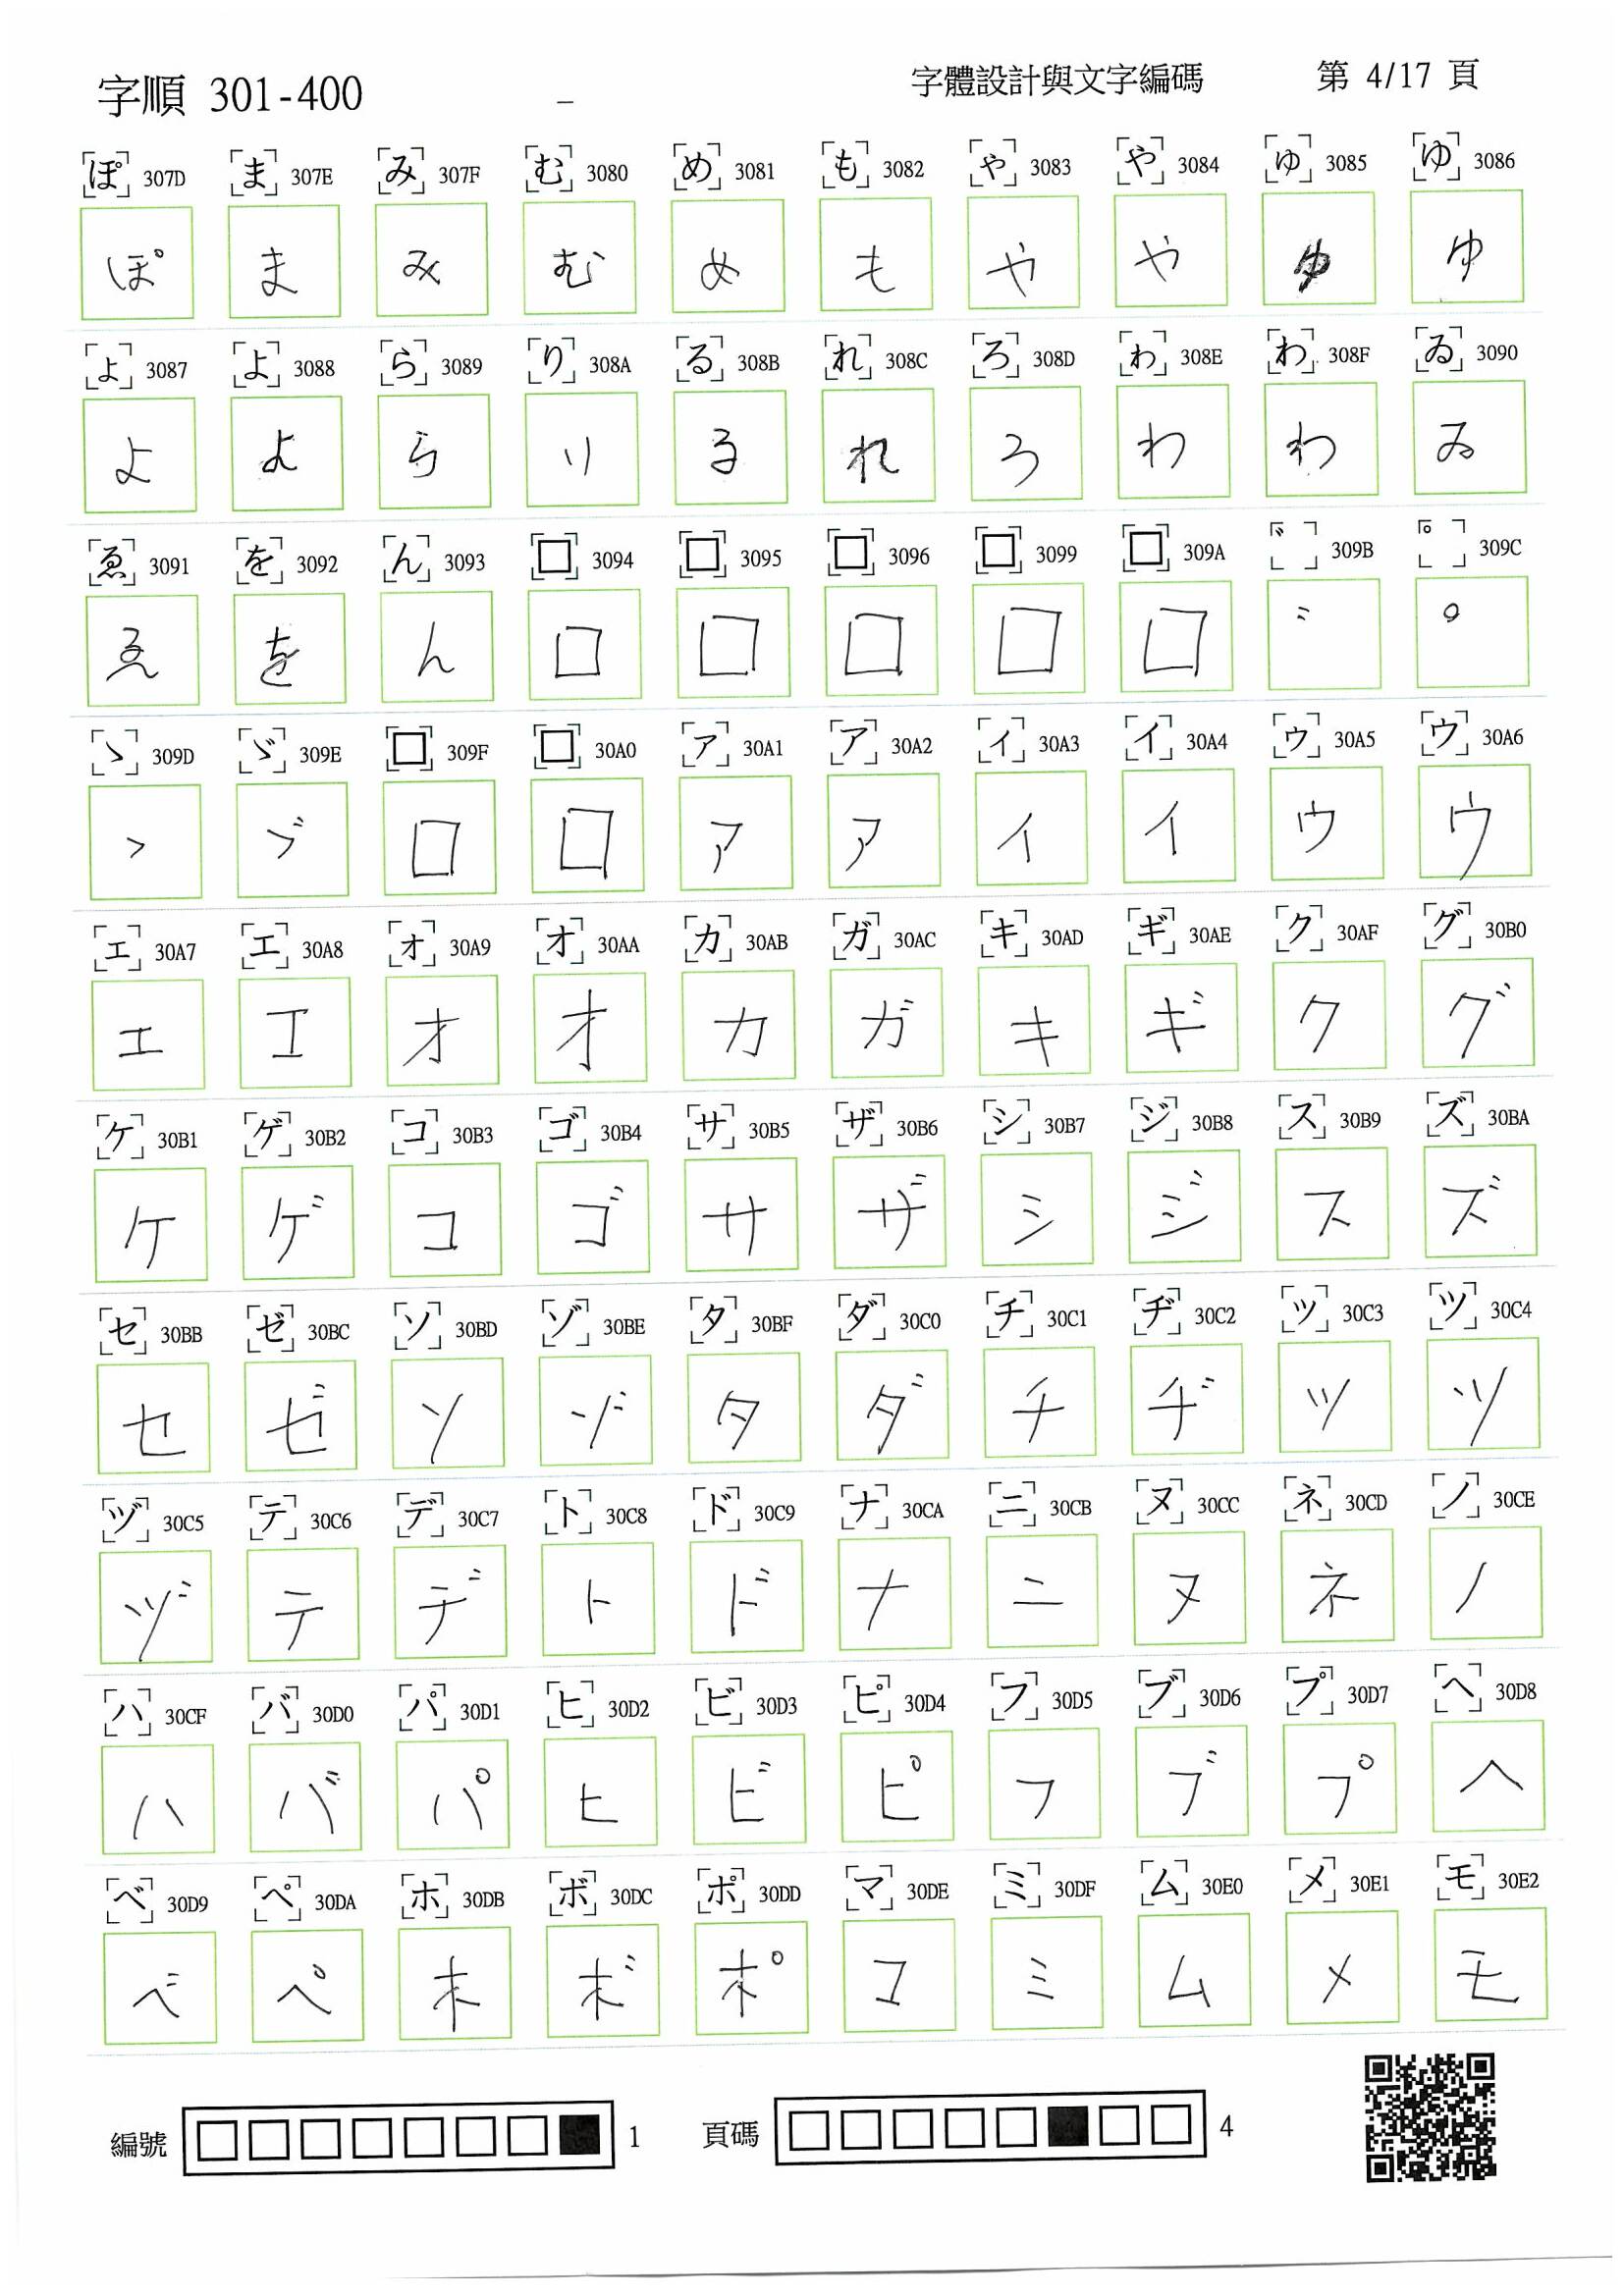 字順 301-400 – 字體設計與文字編碼 第 4/17 頁
ぽ 307D ま 307E み 307F む 3080 め 3081 も 3082 ゃ 3083 や 3084 ゅ 3085 ゆ 3086
ぽ ま み む め も ゃ や ゅ ゆ
ょ 3087 よ 3088 ら 3089 り 308A る 308B れ 308C ろ 308D ゎ 308E わ 308F ゐ 3090
ょ よ ら り る れ ろ ゎ わ ゐ
ゑ 3091 を 3092 ん 3093 □ 3094 □ 3095 □ 3096 □ 3099 □ 309A ゛ 309B ゜ 309C
ゑ を ん □ □ □ □ □ ゛ ゜
ゝ 309D ゞ 309E □ 309F □ 30A0 ァ 30A1 ア 30A2 ィ 30A3 イ 30A4 ゥ 30A5 ウ 30A6
ゝ ゞ □ □ ァ ア ィ イ ゥ ウ
ェ 30A7 エ 30A8 ォ 30A9 オ 30AA カ 30AB ガ 30AC キ 30AD ギ 30AE ク 30AF グ 30B0
ェ エ ォ オ カ ガ キ ギ ク グ
ケ 30B1 ゲ 30B2 コ 30B3 ゴ 30B4 サ 30B5 ザ 30B6 シ 30B7 ジ 30B8 ス 30B9 ズ 30BA
ケ ゲ コ ゴ サ ザ シ ジ ス ズ
セ 30BB ゼ 30BC ソ 30BD ゾ 30BE タ 30BF ダ 30C0 チ 30C1 ヂ 30C2 ッ 30C3 ツ 30C4
セ ゼ ソ ゾ タ ダ チ ヂ ッ ツ
ヅ 30C5 テ 30C6 デ 30C7 ト 30C8 ド 30C9 ナ 30CA ニ 30CB ヌ 30CC ネ 30CD ノ 30CE
ヅ テ デ ト ド ナ ニ ヌ ネ ノ
ハ 30CF バ 30D0 パ 30D1 ヒ 30D2 ビ 30D3 ピ 30D4 フ 30D5 ブ 30D6 プ 30D7 ヘ 30D8
ハ バ パ ヒ ビ ピ フ ブ プ ヘ
ベ 30D9 ペ 30DA ホ 30DB ボ 30DC ポ 30DD マ 30DE ミ 30DF ム 30E0 メ 30E1 モ 30E2
ベ ペ ホ ボ ポ マ ミ ム メ モ
編號 1 頁碼 4